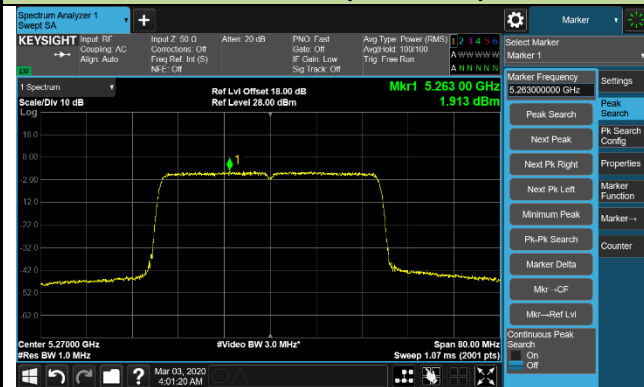 Spectrum Analyzer 1
Swept SA
+
Marker
KEYSIGHT
Input: RF
Coupling: AC
Align: Auto
Input Z: 50 Ω
Corrections: Off
Freq Ref: Int (S)
NFE: Off
Atten: 20 dB
PNO: Fast
Gate: Off
IF Gain: Low
Sig Track: Off
Avg Type: Power (RMS)
Avg|Hold: 100/100
Trig: Free Run
1 2 3 4 5 6
A W W W W W
A N N N N N
LXI
Select Marker
Marker 1
1 Spectrum
Scale/Div 10 dB
Log
Ref Lvl Offset 18.00 dB
Ref Level 28.00 dBm
Mkr1 5.263 00 GHz
1.913 dBm
18.0
8.00
-2.00
-12.0
-22.0
-32.0
-42.0
-52.0
-62.0
1
Center 5.27000 GHz
#Res BW 1.0 MHz
#Video BW 3.0 MHz*
Span 80.00 MHz
Sweep 1.07 ms (2001 pts)
Marker Frequency
5.263000000 GHz
Peak Search
Next Peak
Next Pk Right
Next Pk Left
Minimum Peak
Pk-Pk Search
Marker Delta
Mkr→CF
Mkr→Ref Lvl
Continuous Peak
Search
On
Off
Settings
Peak
Search
Pk Search
Config
Properties
Marker
Function
Marker→
Counter
?
Mar 03, 2020
4:01:20 AM